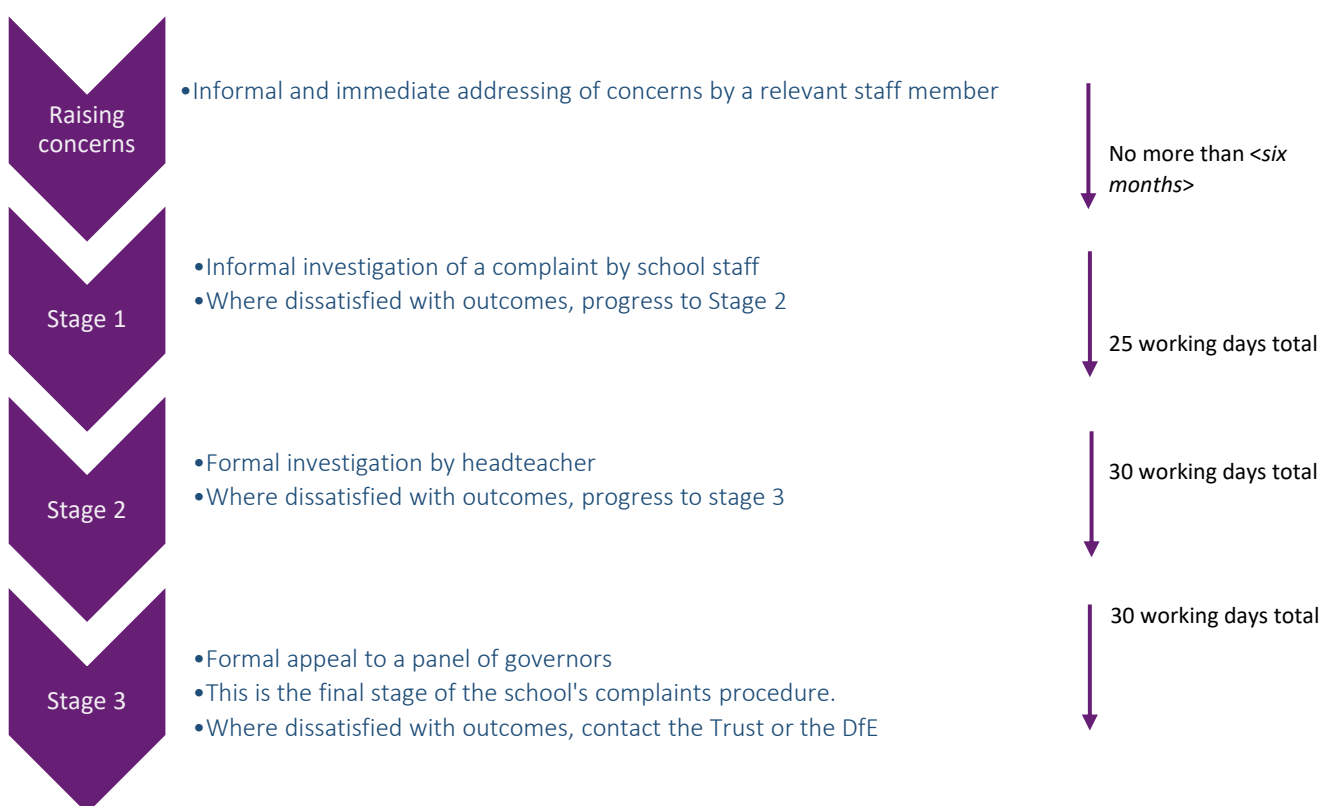 Raising
concerns
•Informal and immediate addressing of concerns by a relevant staff member
No more than <six
months>
Stage 1
•Informal investigation of a complaint by school staff
•Where dissatisfied with outcomes, progress to Stage 2
25 working days total
Stage 2
•Formal investigation by headteacher
•Where dissatisfied with outcomes, progress to stage 3
30 working days total
Stage 3
•Formal appeal to a panel of governors
•This is the final stage of the school's complaints procedure.
•Where dissatisfied with outcomes, contact the Trust or the DfE
30 working days total